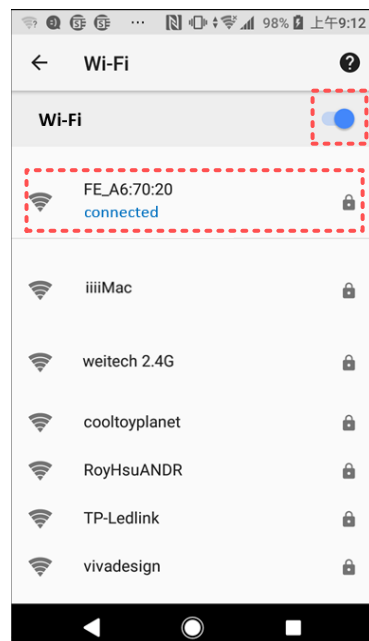 98% 上午9:12
Wi-Fi
Wi-Fi
FE_A6:70:20
connected
iiiiMac
weitech 2.4G
cooltoyplanet
RoyHsuANDR
TP-Ledlink
vivadesign